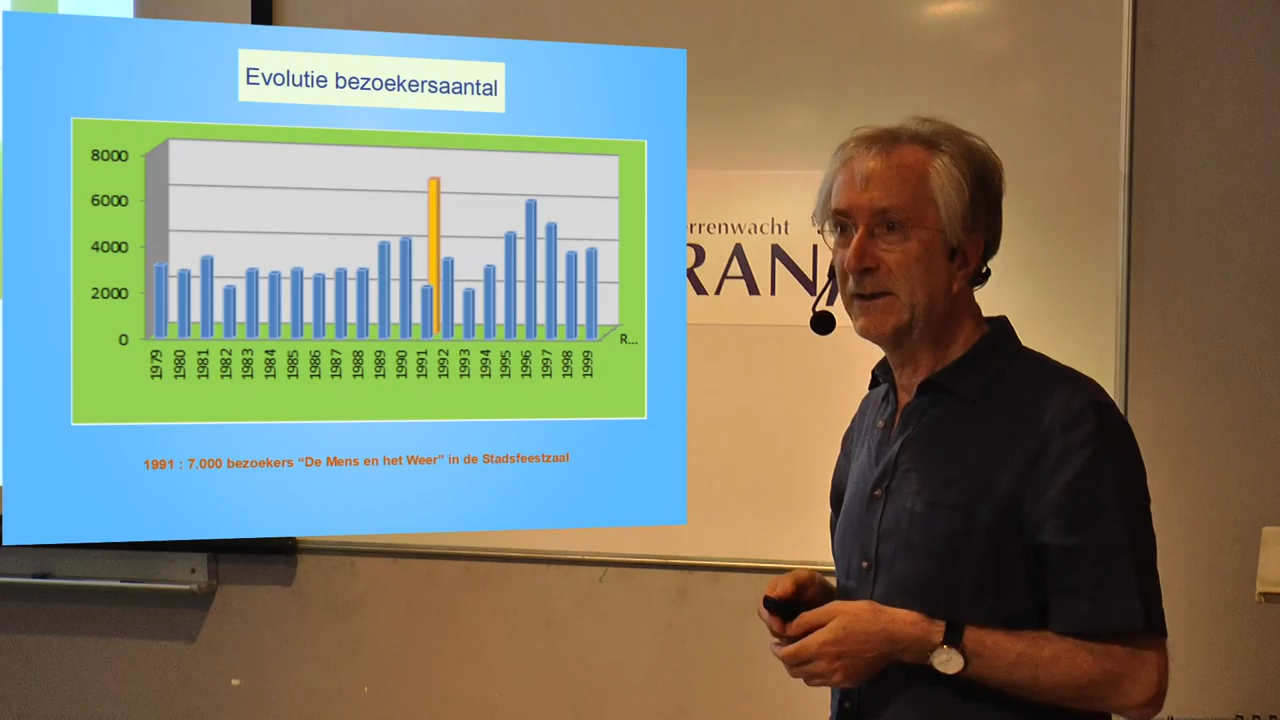 Evolutie bezoekersaantal
8000
6000
4000
2000
0
1979 1980 1981 1982 1983 1984 1985 1986 1987 1988 1989 1990 1991 1992 1993 1994 1995 1996 1997 1998 1999
R...
1991 : 7.000 bezoekers “De Mens en het Weer” in de Stadsfeestzaal
errenwacht
RAN